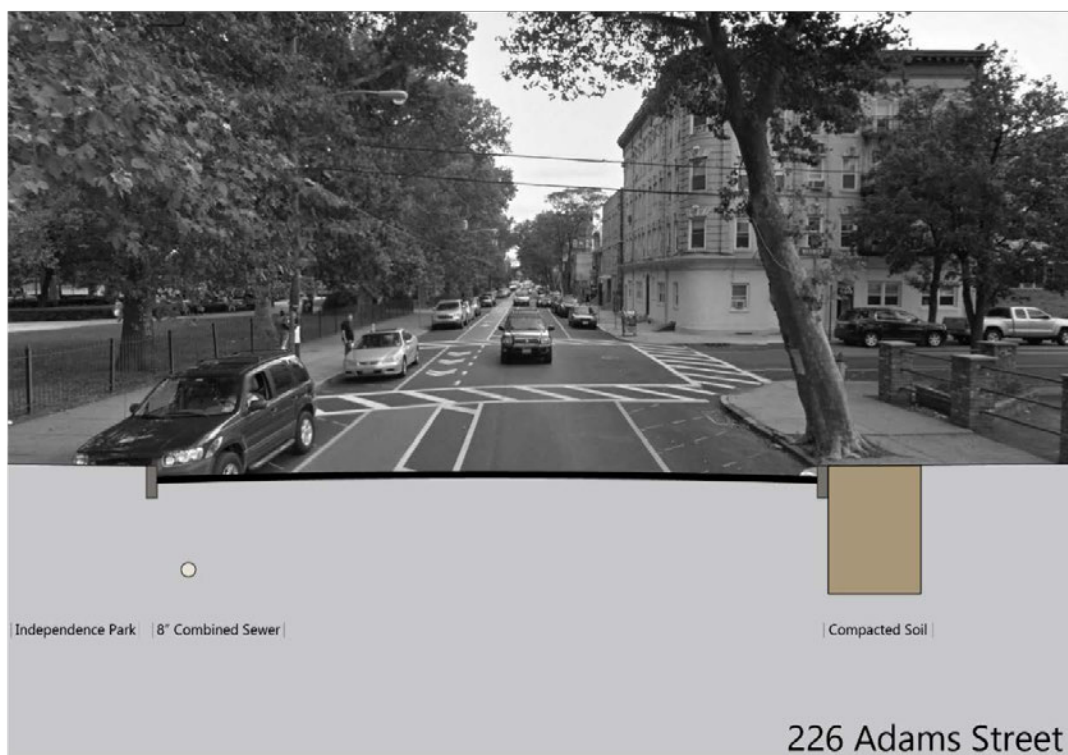 Independence Park
8" Combined Sewer
Compacted Soil
226 Adams Street